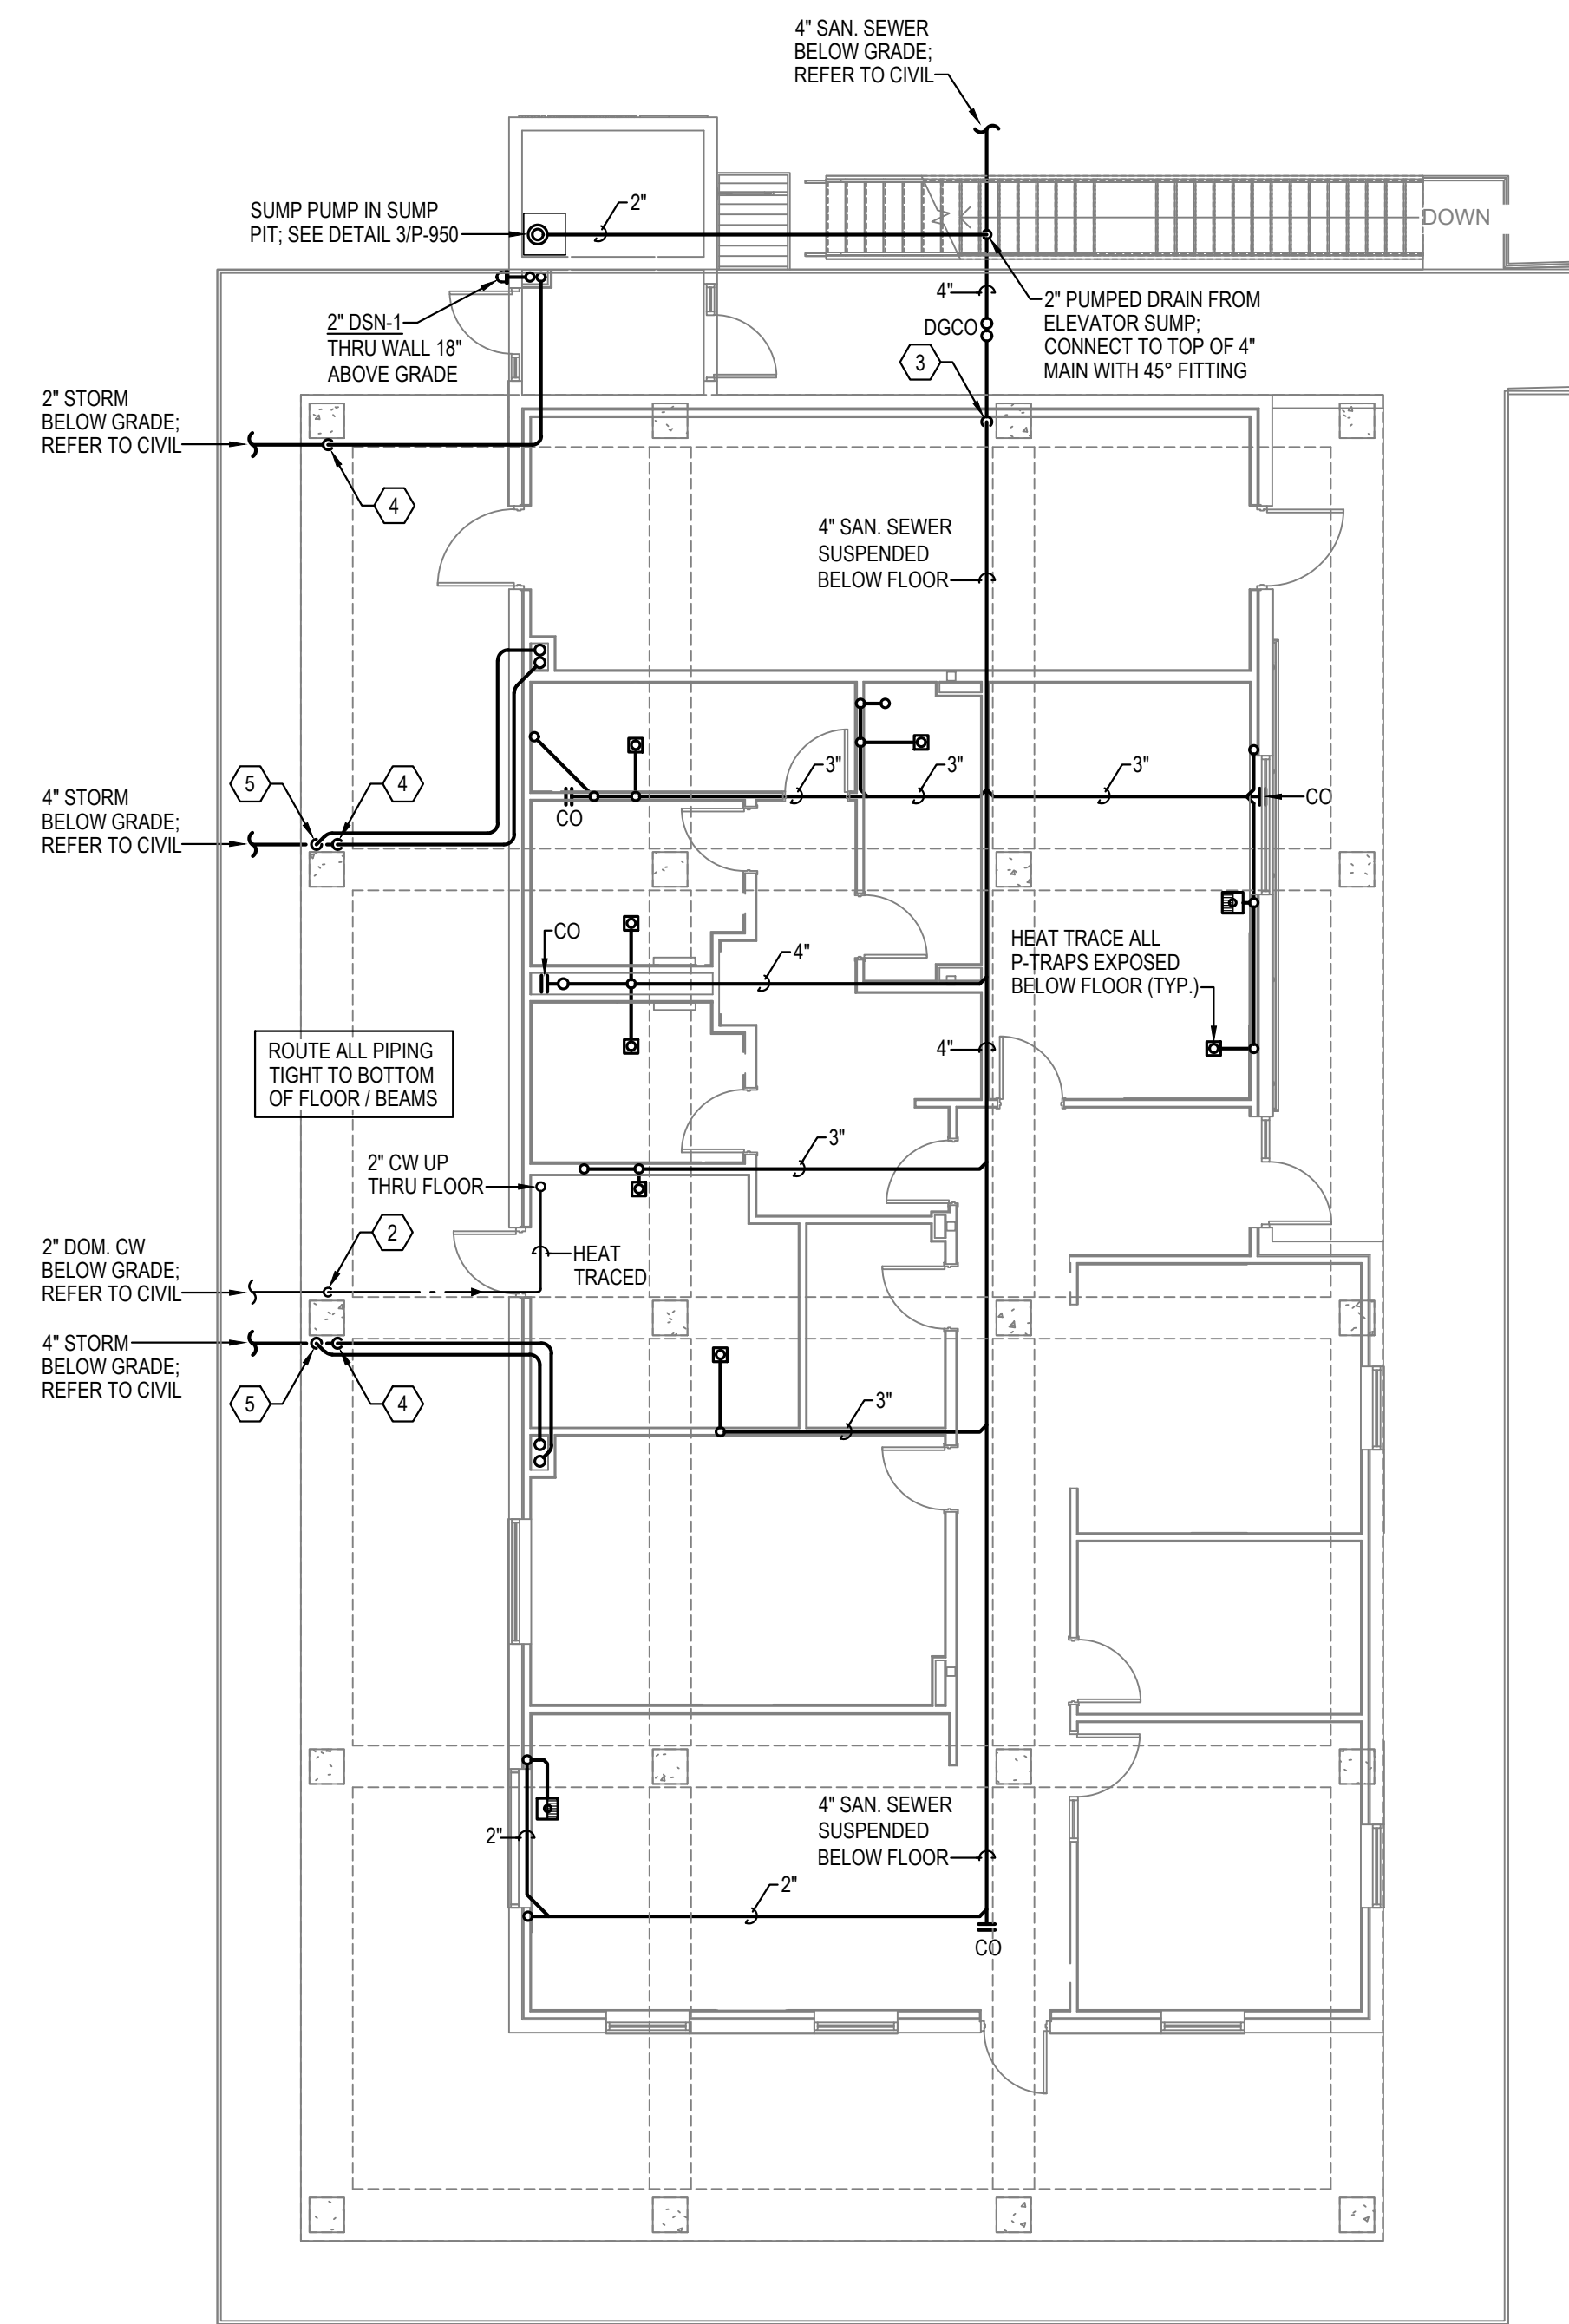 4" SAN. SEWER
BELOW GRADE;
REFER TO CIVIL
SUMP PUMP IN SUMP
PIT; SEE DETAIL 3/P-950
2"
DOWN
2" DSN-1
THRU WALL 18"
ABOVE GRADE
4"
DGCO
3
2" PUMPED DRAIN FROM
ELEVATOR SUMP;
CONNECT TO TOP OF 4"
MAIN WITH 45° FITTING
2" STORM
BELOW GRADE;
REFER TO CIVIL
4
4" SAN. SEWER
SUSPENDED
BELOW FLOOR
5
4
4" STORM
BELOW GRADE;
REFER TO CIVIL
3"
3"
3"
CO
CO
CO
4"
HEAT TRACE ALL
P-TRAPS EXPOSED
BELOW FLOOR (TYP.)
4"
ROUTE ALL PIPING
TIGHT TO BOTTOM
OF FLOOR / BEAMS
3"
2" CW UP
THRU FLOOR
2
2" DOM. CW
BELOW GRADE;
REFER TO CIVIL
HEAT
TRACED
4" STORM
BELOW GRADE;
REFER TO CIVIL
5
4
3"
2"
4" SAN. SEWER
SUSPENDED
BELOW FLOOR
2"
CO